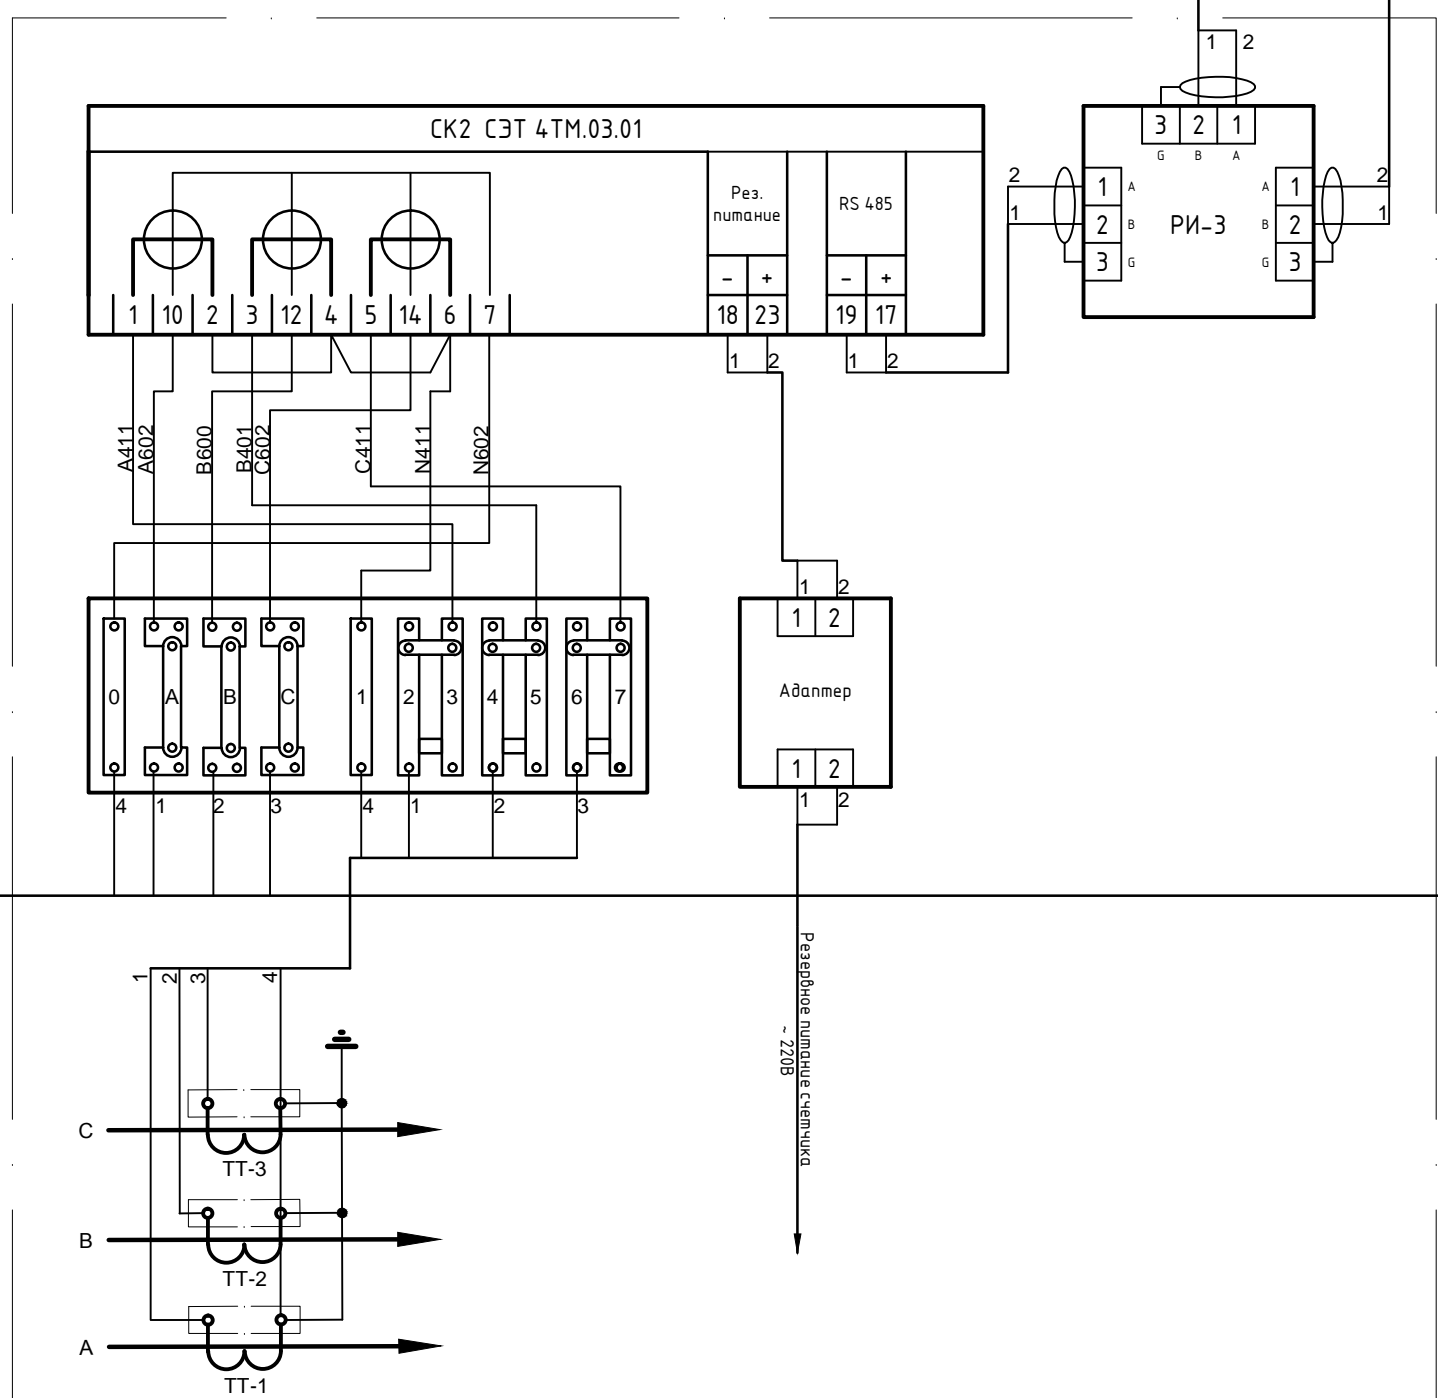 1 2
СК2 СЭТ 4ТМ.03.01
3 2 1
G B A
Рез.
питание
RS 485
- + - +
1 10 2 3 12 4 5 14 6 7
18 23 19 17
1 2 1 2
2
1
1 A
2 B
3 G
РИ-3
A 1
B 2
G 3
2
1
A411
A602
B600
B401
C602
C411
N411
N602
1 2
1 2
Адаптер
1 2
1 2
0 A B C 1 2 3 4 5 6 7
4 1 2 3 4 1 2 3
Резервное питание счетчика
~ 220В
1 2 3 4
C
ТТ-3
B
ТТ-2
A
ТТ-1